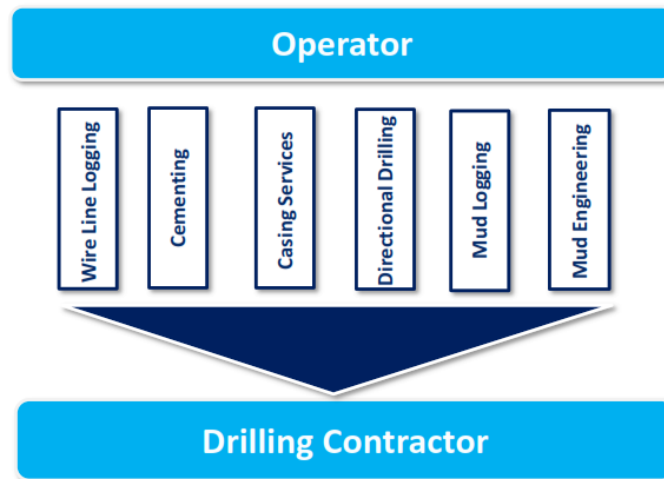 Operator
Wire Line Logging
Cementing
Casing Services
Directional Drilling
Mud Logging
Mud Engineering
Drilling Contractor